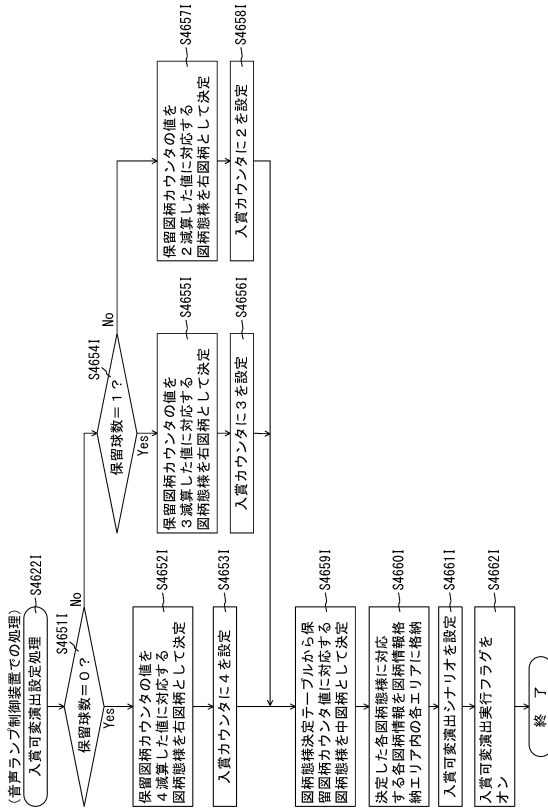 (音声ランプ制御装置での処理)
入賞可変演出設定処理
S4622I
S4651I
保留球数=0?
Yes
No
保留図柄カウンタの値を
4減算した値に対応する
図柄態様を右図柄として決定
S4652I
入賞カウンタに4を設定
S4653I
S4654I
保留球数=1?
Yes
No
保留図柄カウンタの値を
3減算した値に対応する
図柄態様を右図柄として決定
S4655I
入賞カウンタに3を設定
S4656I
保留図柄カウンタの値を
2減算した値に対応する
図柄態様を右図柄として決定
S4657I
入賞カウンタに2を設定
S4658I
図柄態様決定テーブルから保
留図柄カウンタ値に対応する
図柄態様を中図柄として決定
S4659I
決定した各図柄態様に対応
する各図柄情報を図柄情報格
納エリア内の各エリアに格納
S4660I
入賞可変演出シナリオを設定
S4661I
入賞可変演出実行フラグを
オン
S4662I
終 了